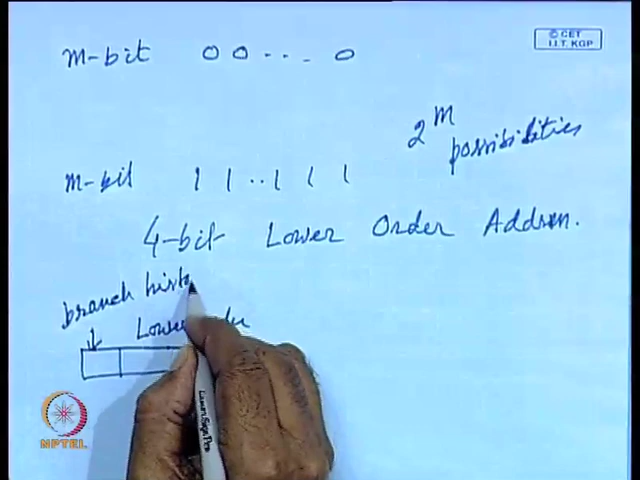 m-bit 0 0 ... 0
© CET
I.I.T. KGP
2^m
possibilities
m-bit 1 1 .. 1 1 1
4-bit Lower Order Address.
branch
NPTEL